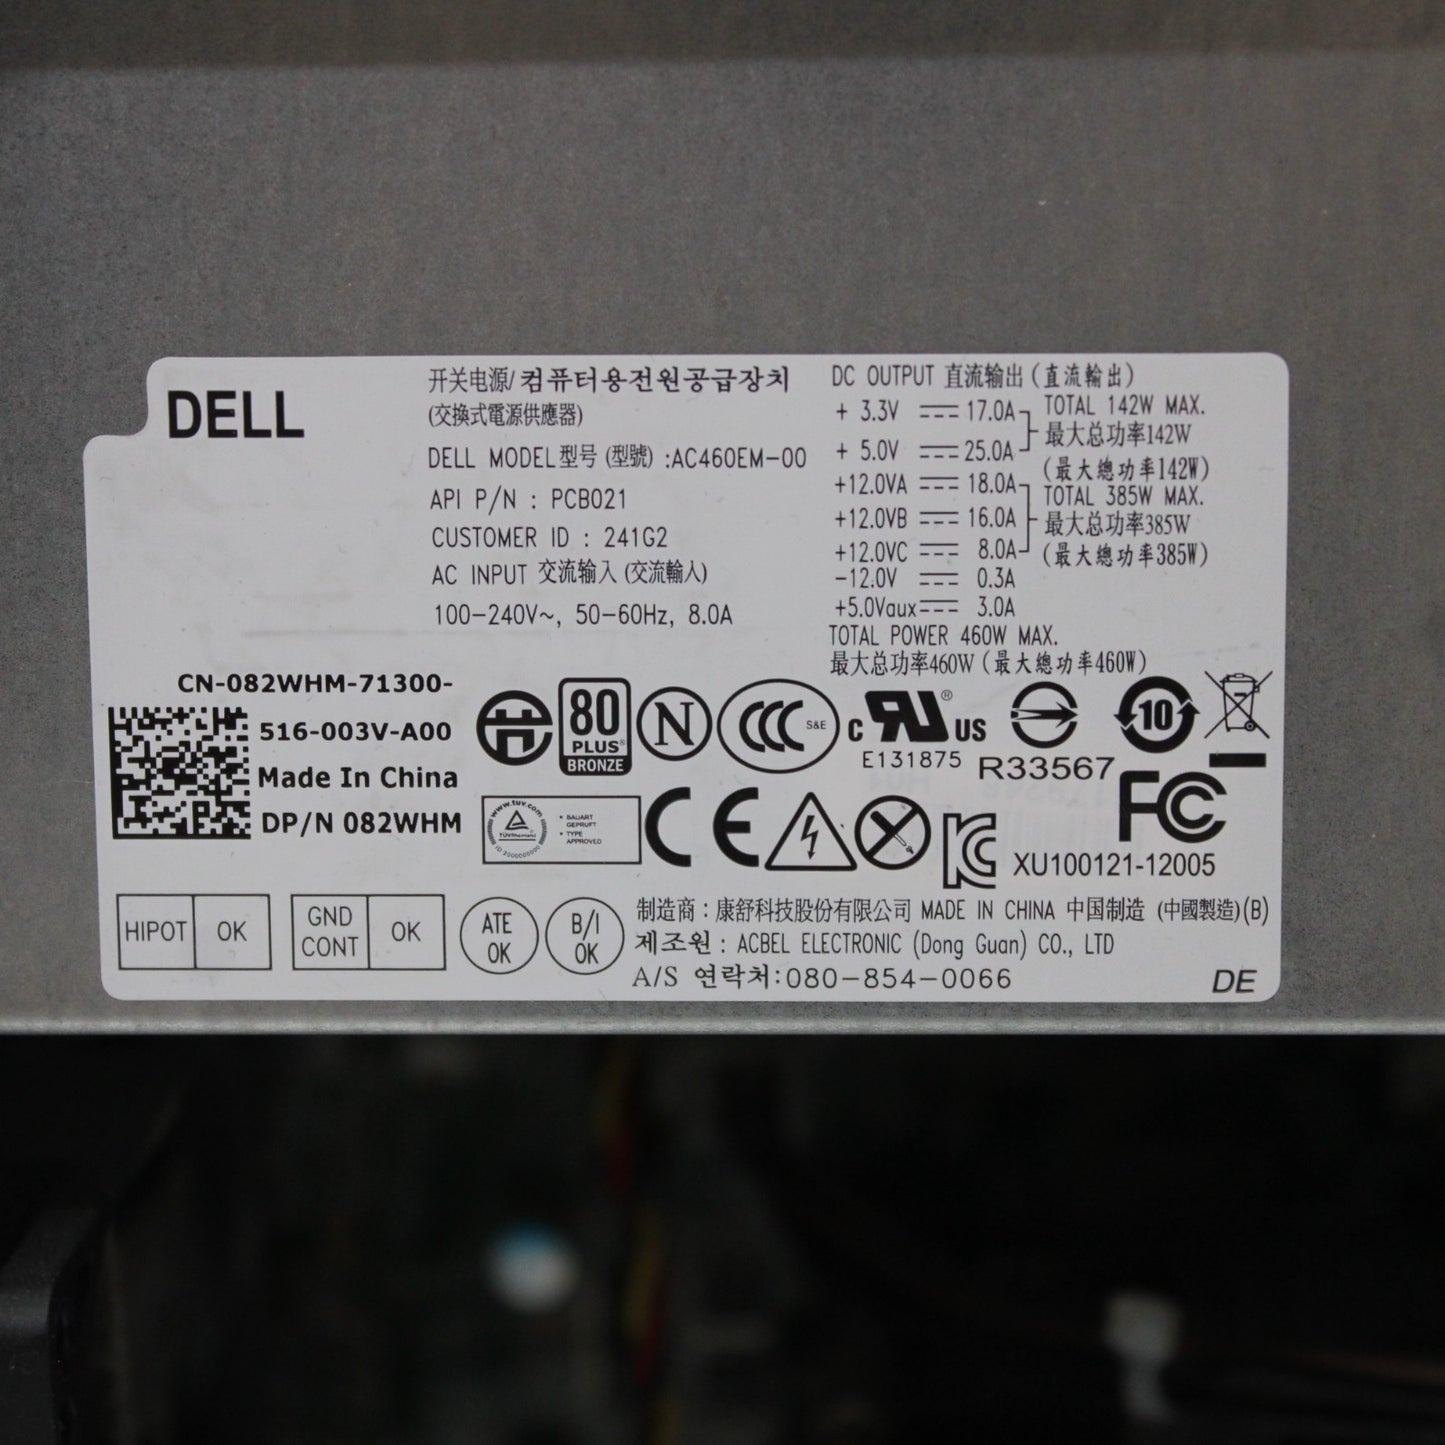 DELL
开关电源/컴퓨터용전원공급장치
(交換式電源供應器)
DELL MODEL型号 (型號) :AC460EM-00
API P/N : PCB021
CUSTOMER ID : 241G2
AC INPUT 交流输入 (交流輸入)
100-240V~, 50-60Hz, 8.0A
DC OUTPUT 直流输出 (直流輸出)
+ 3.3V 17.0A
+ 5.0V 25.0A
TOTAL 142W MAX.
最大总功率142W
(最大總功率142W)
+12.0VA 18.0A
+12.0VB 16.0A
+12.0VC 8.0A
TOTAL 385W MAX.
最大总功率385W
(最大總功率385W)
-12.0V 0.3A
+5.0Vaux 3.0A
TOTAL POWER 460W MAX.
最大总功率460W (最大總功率460W)
CN-082WHM-71300-
516-003V-A00
Made In China
DP/N 082WHM
80
PLUS®
BRONZE
N
CCC S&E
c RU ® US
E131875
R33567
10
www.tuv.com
TÜVRheinland
ID 2000000000
• BAUART
GEPRUFT
• TYPE
APPROVED
CE
KC
FC
XU100121-12005
HIPOT OK
GND
CONT
OK
ATE
OK
B/I
OK
制造商 : 康舒科技股份有限公司 MADE IN CHINA 中国制造 (中國製造)(B)
제조원 : ACBEL ELECTRONIC (Dong Guan) CO., LTD
A/S 연락처:080-854-0066
DE